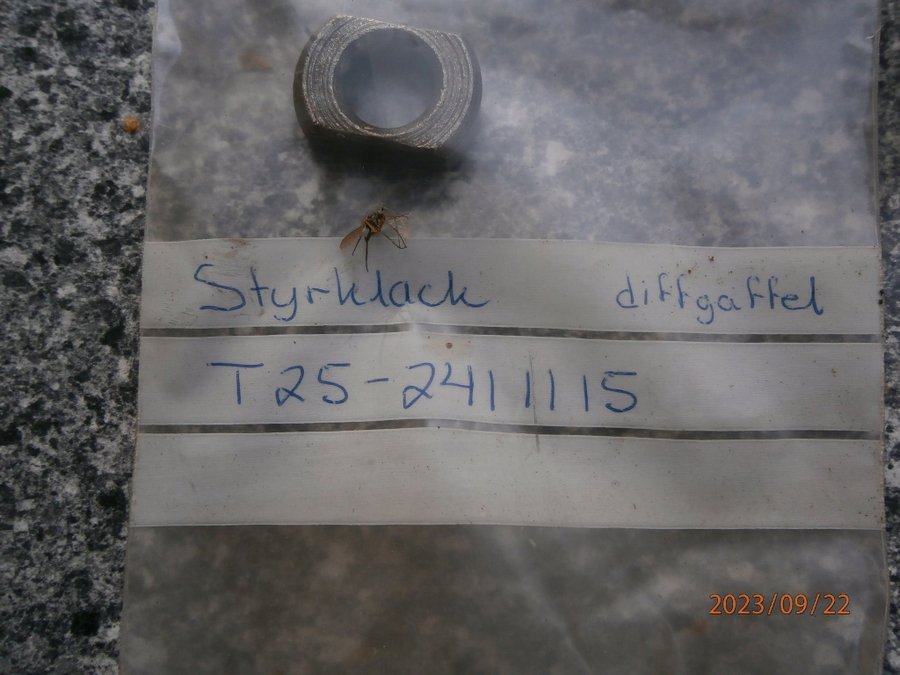 Styrklack diffgaffel
T25-2411115
2023/09/22